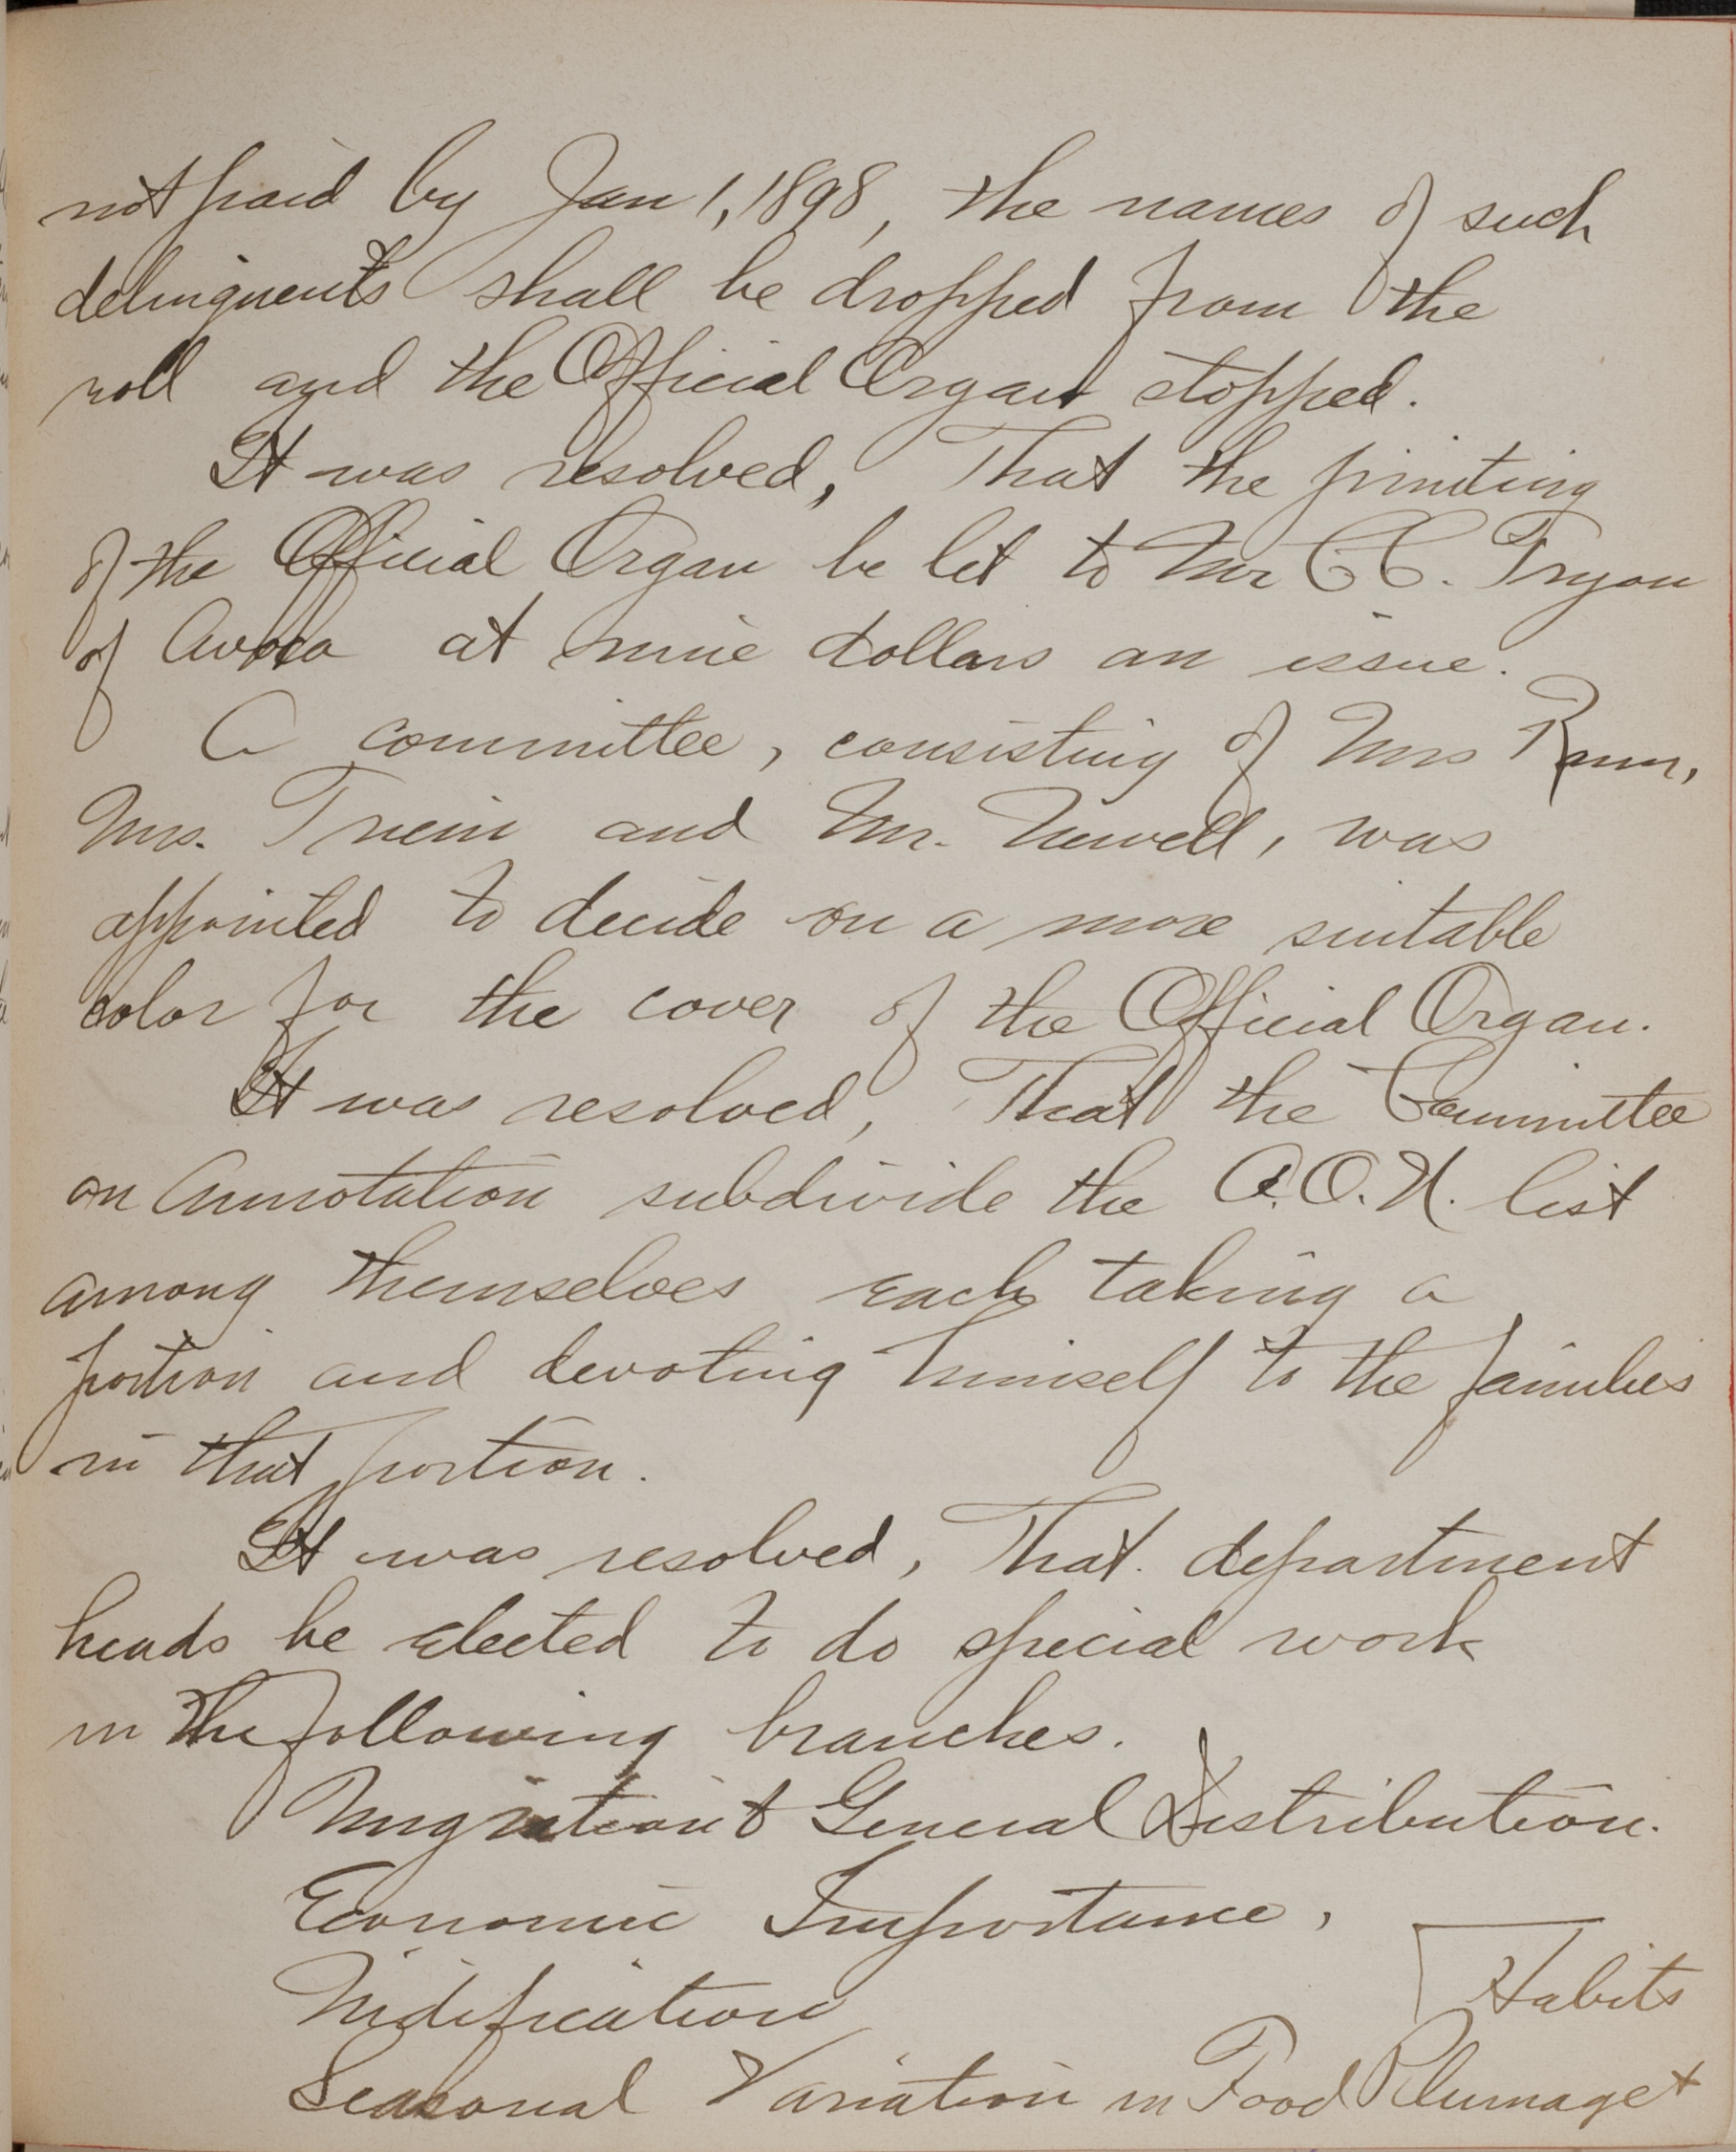 not paid by Jan 1, 1898, the names of such
delinquents shall be dropped from the
roll and the Official Organ stopped.
It was resolved, That the printing
of the Official Organ be let to Mr C C. Tryon
of Avoca at nine dollars an issue.
A committee, consisting of Mrs
Mrs. and Mr. Newell, was
appointed to decide on a more suitable
color for the cover of the Official Organ.
It was resolved, That the Committee
on Annotation subdivide the A.O.U. list
among themselves each taking a
portion and devoting himself to the families
in that portion.
It was resolved, That department
heads be elected to do special work
in the following branches.
Migration & General Distribution.
Economic Importance,
Nidification
Seasonal Variation in Food Plumage &
Habits